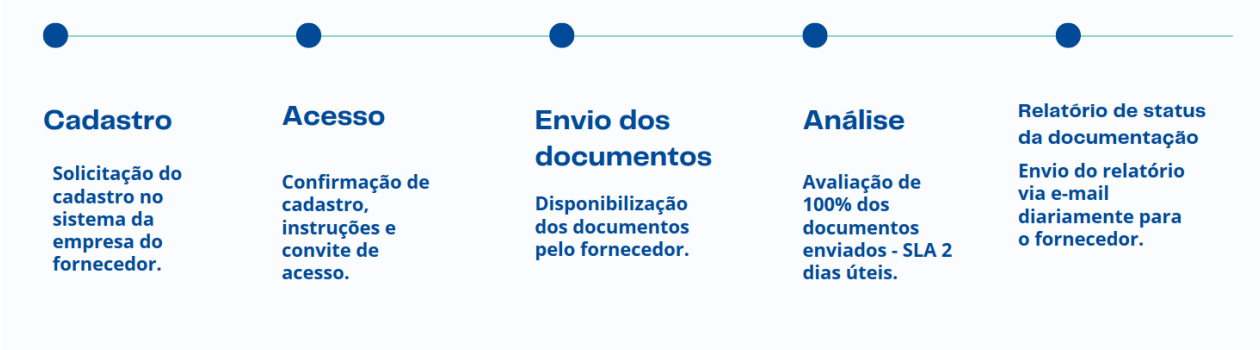 Cadastro
Solicitação do
cadastro no
sistema da
empresa do
fornecedor.
Acesso
Confirmação de
cadastro,
instruções e
convite de
acesso.
Envio dos
documentos
Disponibilização
dos documentos
pelo fornecedor.
Análise
Avaliação de
100% dos
documentos
enviados - SLA 2
dias úteis.
Relatório de status
da documentação
Envio do relatório
via e-mail
diariamente para
o fornecedor.